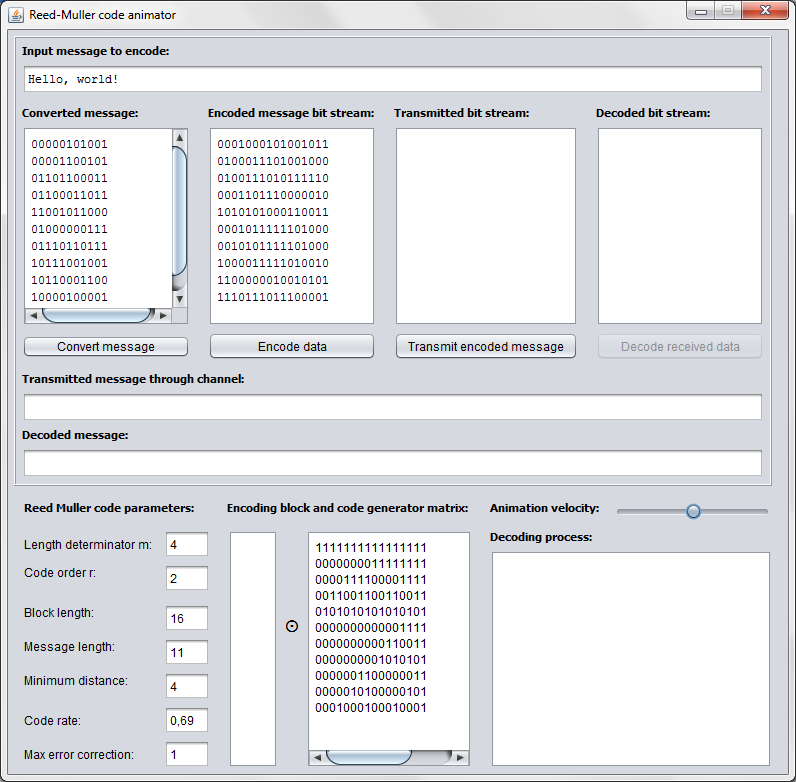 Reed-Muller code animator
Input message to encode:
Hello, world!
Converted message: Encoded message bit stream: Transmitted bit stream: Decoded bit stream:
00000101001 0001000101001011
00001100101 0100011101001000
01101100011 0100111010111110
01100011011 0001101110000010
11001011000 1010101000110011
01000000111 0001011111101000
01110110111 0010101111101000
10111001001 1000011111010010
10110001100 1100000010010101
10000100001 1110111011100001
Convert message Encode data Transmit encoded message Decode received data
Transmitted message through channel:
Decoded message:
Reed Muller code parameters: Encoding block and code generator matrix: Animation velocity:
Decoding process:
Length determinator m: 4
Code order r: 2
Block length: 16
Message length: 11
Minimum distance: 4
Code rate: 0,69
Max error correction: 1
⊙
1111111111111111
0000000011111111
0000111100001111
0011001100110011
0101010101010101
0000000000001111
0000000000110011
0000000001010101
0000001100000011
0000010100000101
0001000100010001